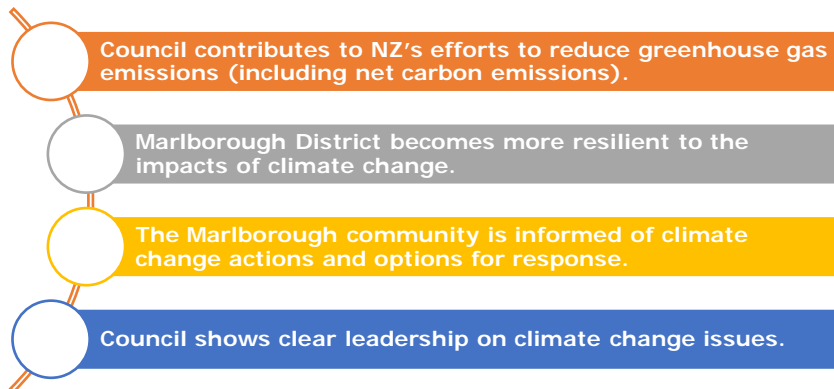 Council contributes to NZ's efforts to reduce greenhouse gas
emissions (including net carbon emissions).
Marlborough District becomes more resilient to the
impacts of climate change.
The Marlborough community is informed of climate
change actions and options for response.
Council shows clear leadership on climate change issues.